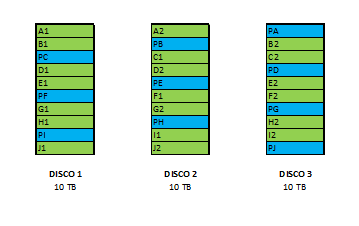 A1 A2 PA
B1 PB B2
PC C1 C2
D1 D2 PD
E1 PE E2
PF F1 F2
G1 G2 PG
H1 PH H2
PI I1 I2
J1 J2 PJ
DISCO 1 DISCO 2 DISCO 3
10 TB 10 TB 10 TB